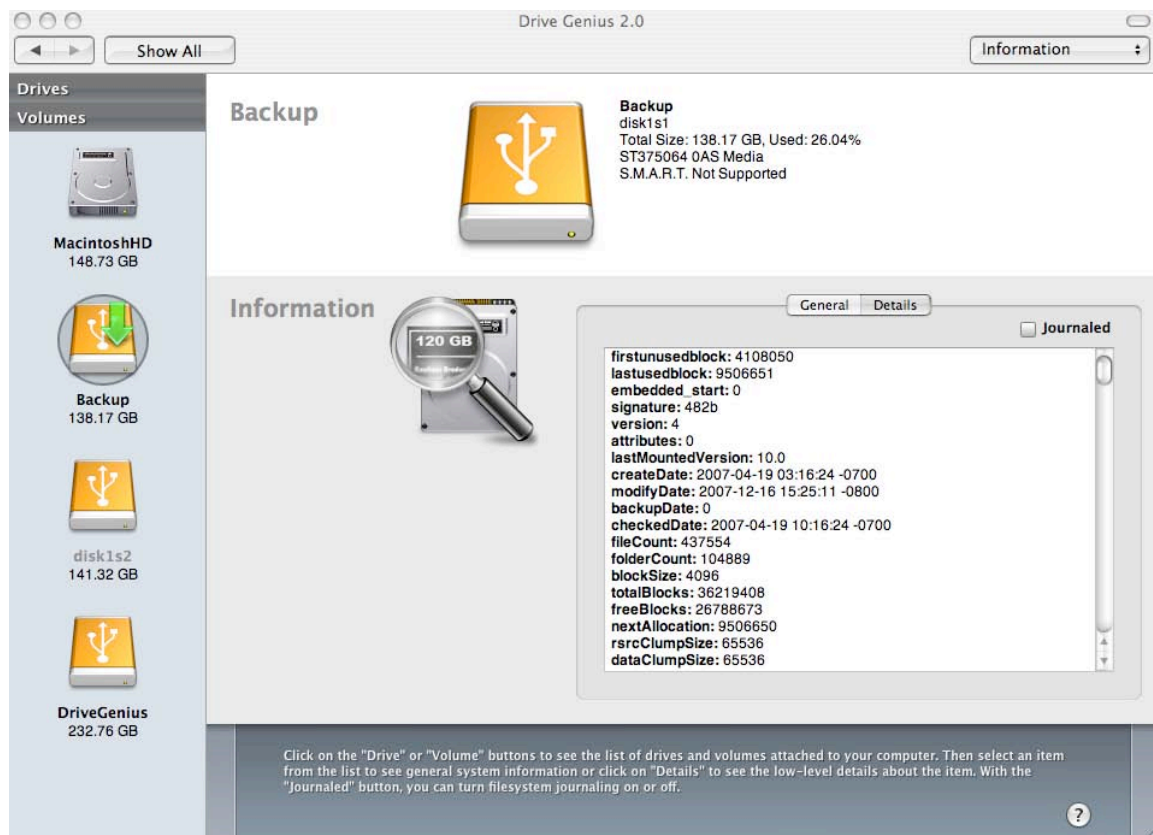 Drive Genius 2.0
Show All
Information
Drives
Volumes
MacintoshHD
148.73 GB
Backup
138.17 GB
disk1s2
141.32 GB
DriveGenius
232.76 GB
Backup
Backup
disk1s1
Total Size: 138.17 GB, Used: 26.04%
ST375064 0AS Media
S.M.A.R.T. Not Supported
Information
120 GB
General Details
Journaled
firstunusedblock: 4108050
lastusedblock: 9506651
embedded_start: 0
signature: 482b
version: 4
attributes: 0
lastMountedVersion: 10.0
createDate: 2007-04-19 03:16:24 -0700
modifyDate: 2007-12-16 15:25:11 -0800
backupDate: 0
checkedDate: 2007-04-19 10:16:24 -0700
fileCount: 437554
folderCount: 104889
blockSize: 4096
totalBlocks: 36219408
freeBlocks: 26788673
nextAllocation: 9506650
rsrcClumpSize: 65536
dataClumpSize: 65536
Click on the "Drive" or "Volume" buttons to see the list of drives and volumes attached to your computer. Then select an item
from the list to see general system information or click on "Details" to see the low-level details about the item. With the
"Journaled" button, you can turn filesystem journaling on or off.
?